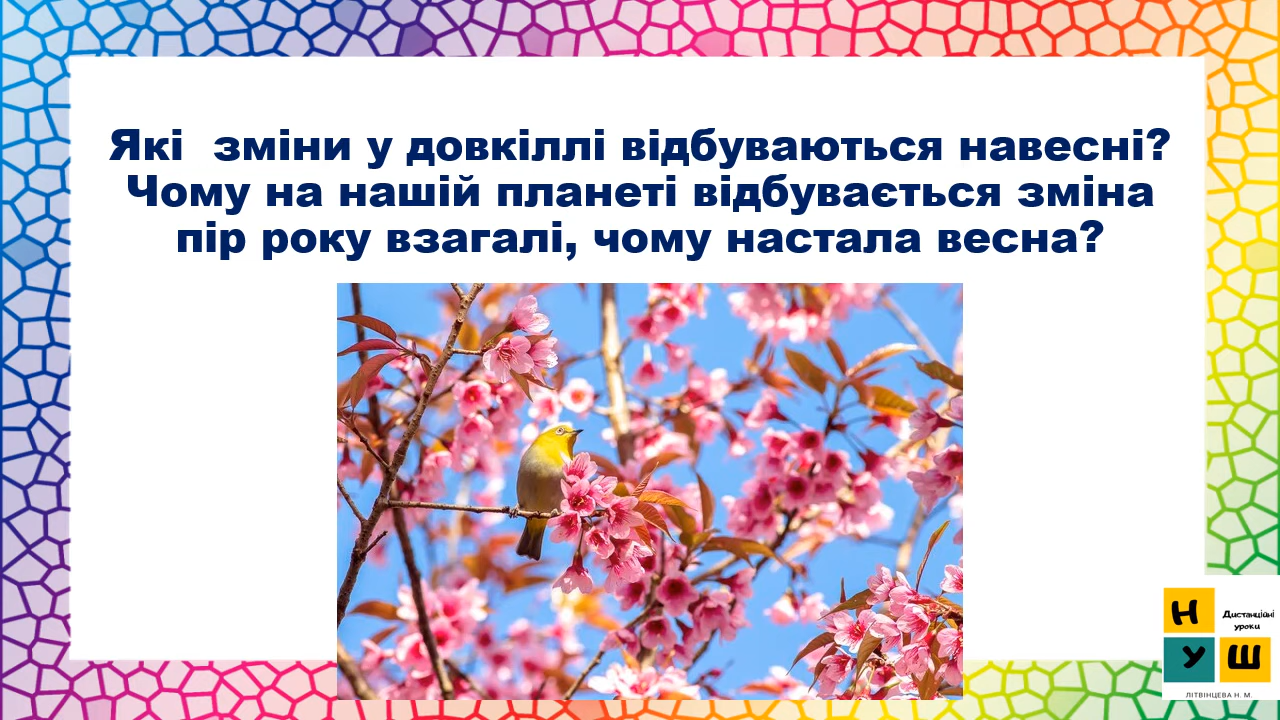 Які зміни у довкіллі відбуваються навесні?
Чому на нашій планеті відбувається зміна
пір року взагалі, чому настала весна?
Н
Дистанційні
уроки
У Ш
ЛІТВІНЦЕВА Н. М.